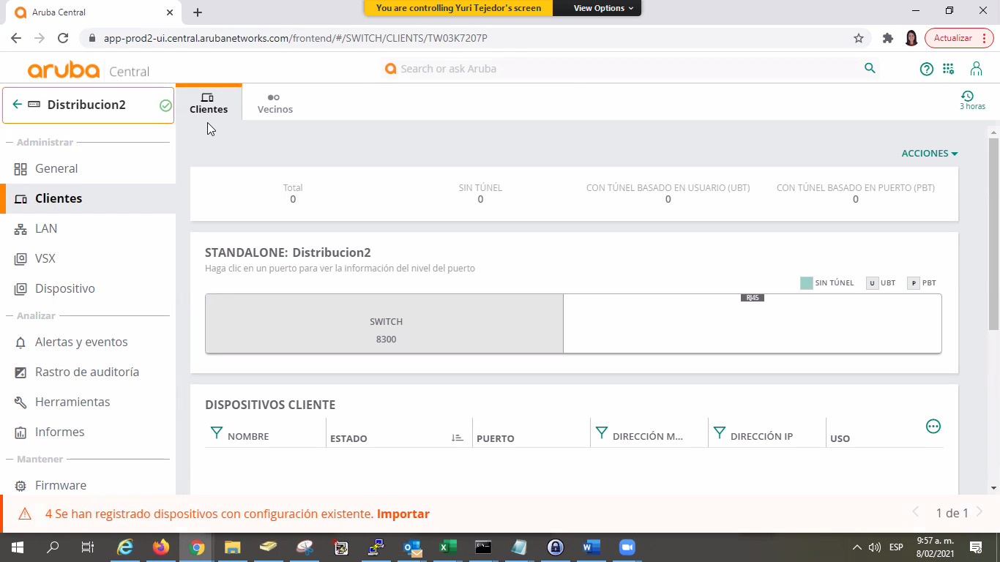 Aruba Central
You are controlling Yuri Tejedor's screen
View Options
app-prod2-ui.central.arubanetworks.com/frontend/#/SWITCH/CLIENTS/TW03K7207P
Actualizar
aruba Central
Search or ask Aruba
Distribucion2
Clientes
Vecinos
3 horas
Administrar
General
Clientes
LAN
VSX
Dispositivo
Analizar
Alertas y eventos
Rastro de auditoría
Herramientas
Informes
Mantener
Firmware
ACCIONES
Total
0
SIN TÚNEL
0
CON TÚNEL BASADO EN USUARIO (UBT)
0
CON TÚNEL BASADO EN PUERTO (PBT)
0
STANDALONE: Distribucion2
Haga clic en un puerto para ver la información del nivel del puerto
SIN TÚNEL U UBT P PBT
SWITCH
8300
RJ45
DISPOSITIVOS CLIENTE
NOMBRE ESTADO PUERTO DIRECCIÓN M... DIRECCIÓN IP USO
4 Se han registrado dispositivos con configuración existente. Importar
1 de 1
ESP
9:57 a. m.
8/02/2021